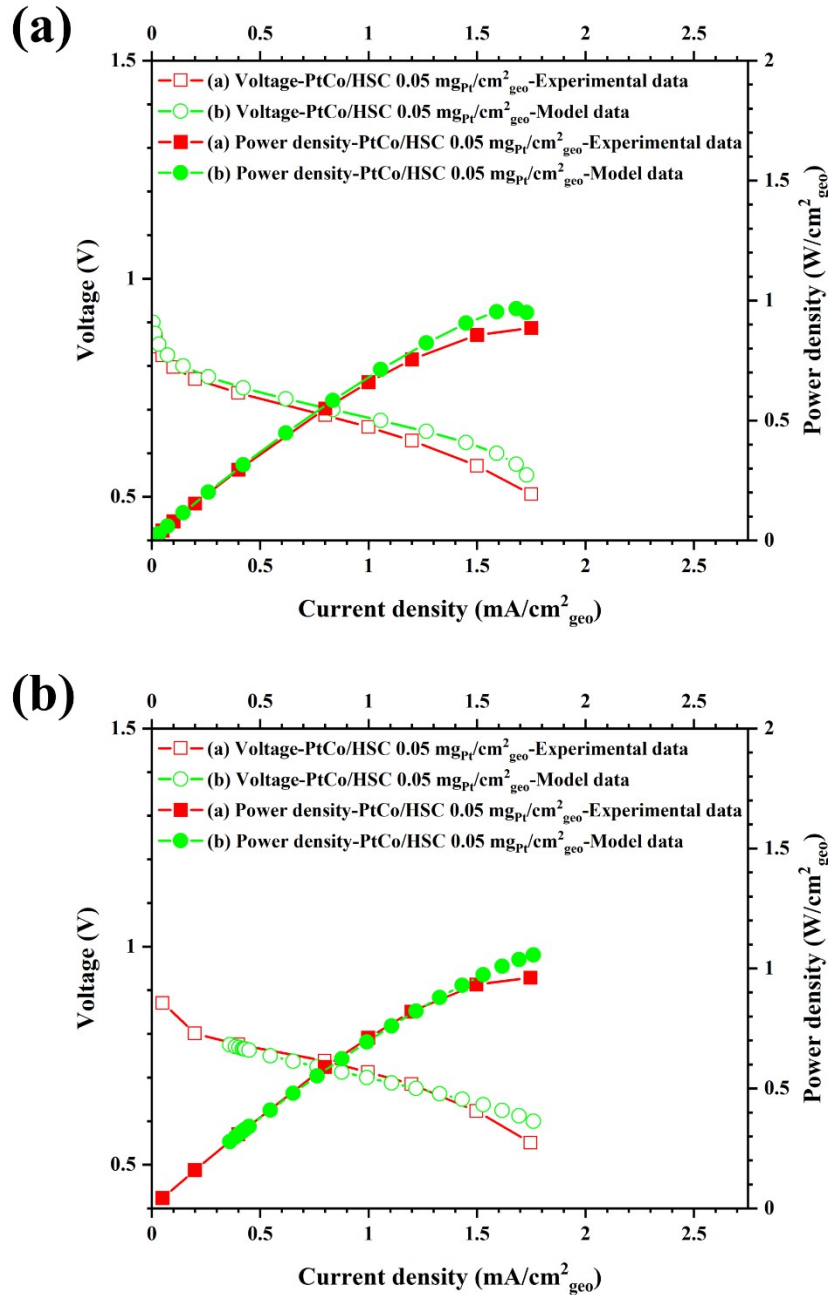 (a)
0 0.5 1 1.5 2 2.5
1.5
1
0.5
Voltage (V)
(a) Voltage-PtCo/HSC 0.05 mgPt/cm2geo-Experimental data
(b) Voltage-PtCo/HSC 0.05 mgPt/cm2geo-Model data
(a) Power density-PtCo/HSC 0.05 mgPt/cm2geo-Experimental data
(b) Power density-PtCo/HSC 0.05 mgPt/cm2geo-Model data
2
1.5
1
0.5
0
Power density (W/cm2geo)
0.5 1 1.5 2 2.5
Current density (mA/cm2geo)
(b)
0 0.5 1 1.5 2 2.5
1.5
1
0.5
Voltage (V)
(a) Voltage-PtCo/HSC 0.05 mgPt/cm2geo-Experimental data
(b) Voltage-PtCo/HSC 0.05 mgPt/cm2geo-Model data
(a) Power density-PtCo/HSC 0.05 mgPt/cm2geo-Experimental data
(b) Power density-PtCo/HSC 0.05 mgPt/cm2geo-Model data
2
1.5
1
0.5
0
Power density (W/cm2geo)
0.5 1 1.5 2 2.5
Current density (mA/cm2geo)